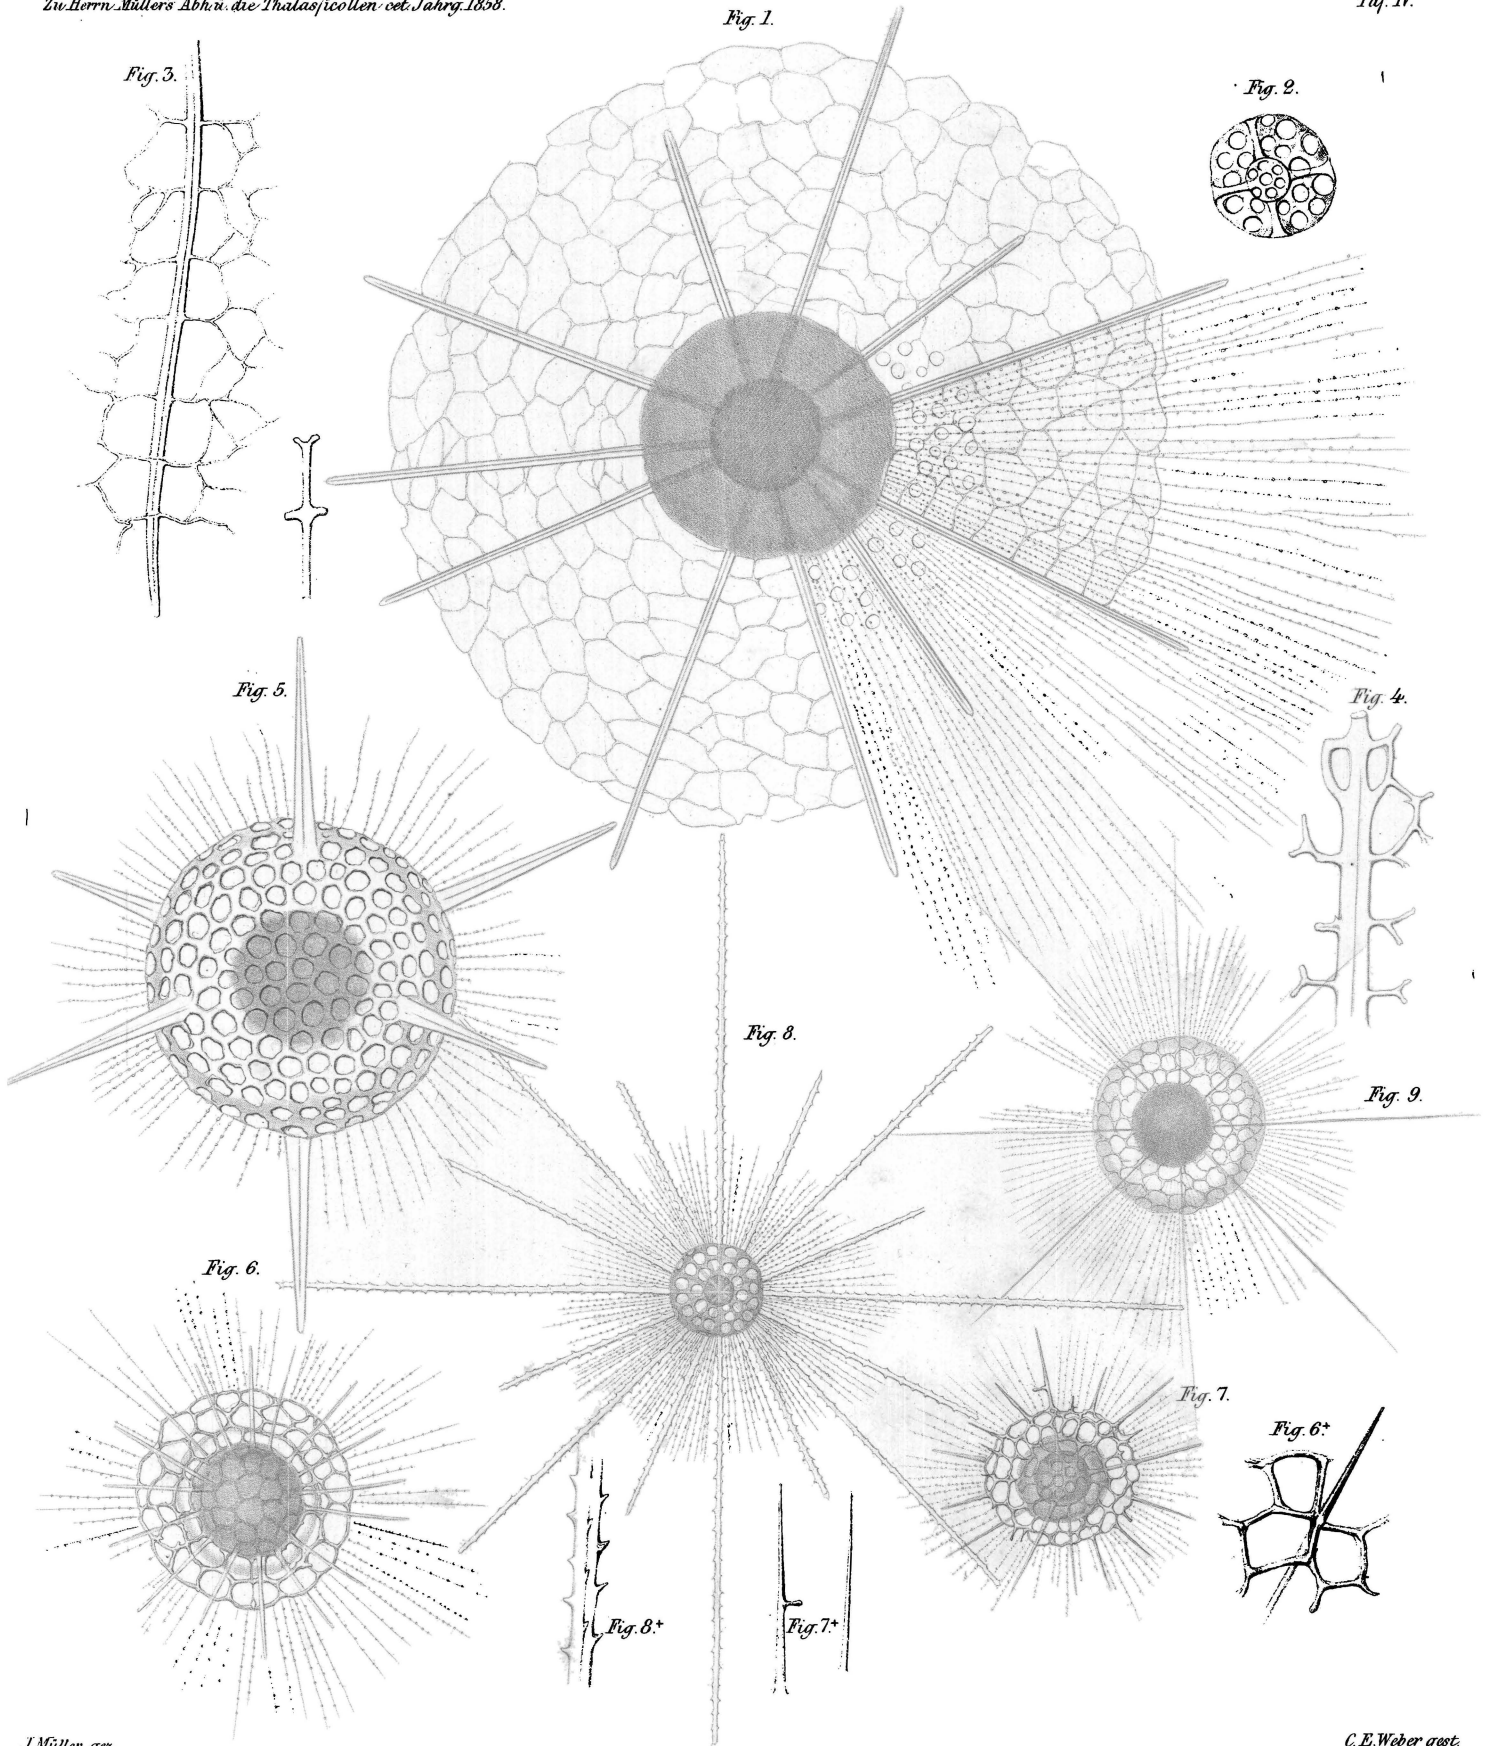 Zu Herrn Müllers Abh. ü. die Thalassicollen cet. Jahrg. 1858.
Taf. IV.
Fig. 1.
Fig. 3.
Fig. 2.
Fig. 5.
Fig. 4.
Fig. 8.
Fig. 9.
Fig. 6.
Fig. 7.
Fig. 6.+
Fig. 8.+
Fig. 7.+
J. Müller gez.
C. E. Weber gest.